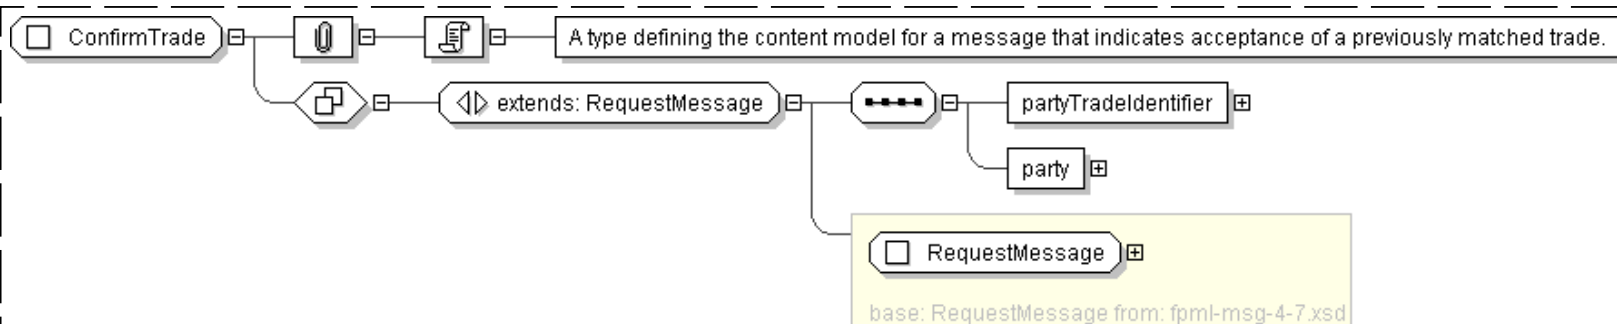 ConfirmTrade
A type defining the content model for a message that indicates acceptance of a previously matched trade.
extends: RequestMessage
partyTradeIdentifier
party
RequestMessage
base: RequestMessage from: fpml-msg-4-7.xsd